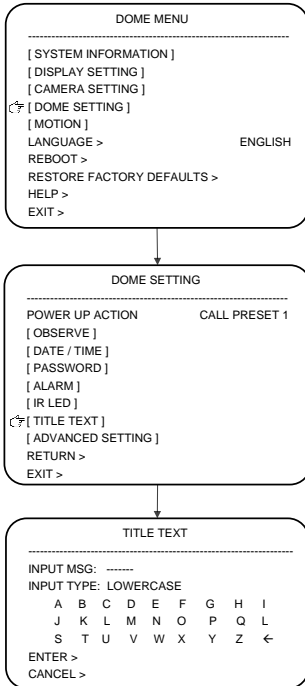 DOME MENU
[ SYSTEM INFORMATION ]
[ DISPLAY SETTING ]
[ CAMERA SETTING ]
[ DOME SETTING ]
[ MOTION ]
LANGUAGE > ENGLISH
REBOOT >
RESTORE FACTORY DEFAULTS >
HELP >
EXIT >
DOME SETTING
POWER UP ACTION CALL PRESET 1
[ OBSERVE ]
[ DATE / TIME ]
[ PASSWORD ]
[ ALARM ]
[ IR LED ]
[ TITLE TEXT ]
[ ADVANCED SETTING ]
RETURN >
EXIT >
TITLE TEXT
INPUT MSG: -------
INPUT TYPE: LOWERCASE
A B C D E F G H I
J K L M N O P Q L
S T U V W X Y Z ←
ENTER >
CANCEL >